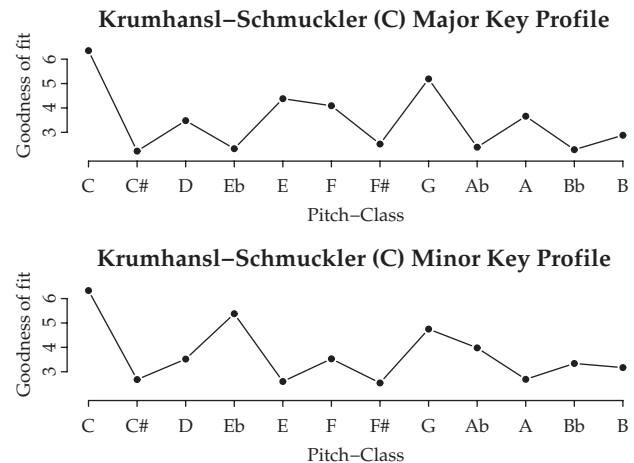 Krumhansl–Schmuckler (C) Major Key Profile
Goodness of fit
6
5
4
3
C C# D Eb E F F# G Ab A Bb B
Pitch–Class
Krumhansl–Schmuckler (C) Minor Key Profile
Goodness of fit
6
5
4
3
C C# D Eb E F F# G Ab A Bb B
Pitch–Class